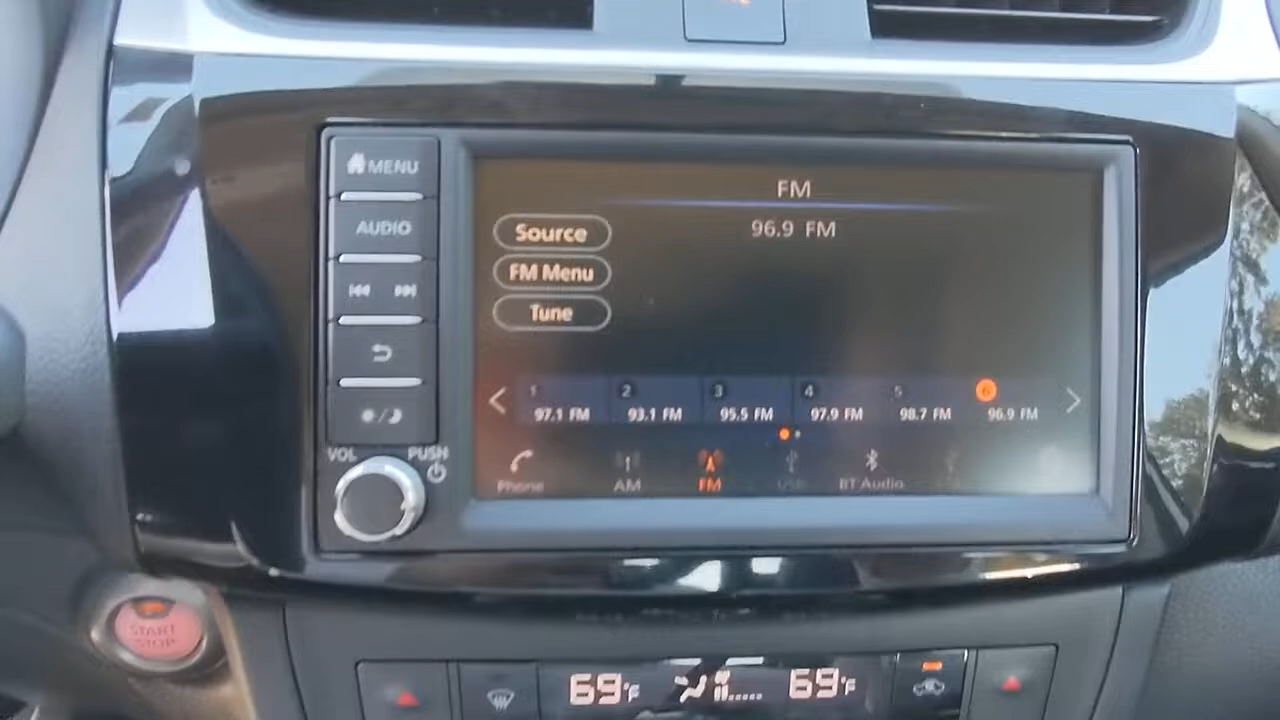 MENU
AUDIO
VOL
PUSH
FM
96.9 FM
Source
FM Menu
Tune
1 2 3 4 5 6
97.1 FM 93.1 FM 95.5 FM 97.9 FM 98.7 FM 96.9 FM
Phone AM FM USB BT Audio
START
STOP
69°F 69°F